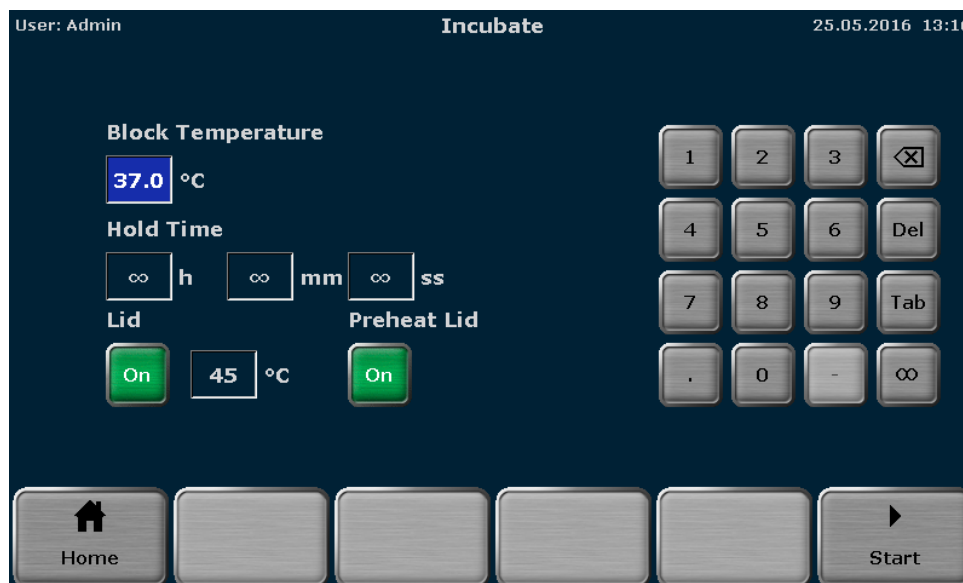 User: Admin Incubate 25.05.2016 13:16
Block Temperature
37.0 °C
Hold Time
∞ h ∞ mm ∞ ss
Lid Preheat Lid
On 45 °C On
1 2 3
4 5 6 Del
7 8 9 Tab
. 0 - ∞
Home Start